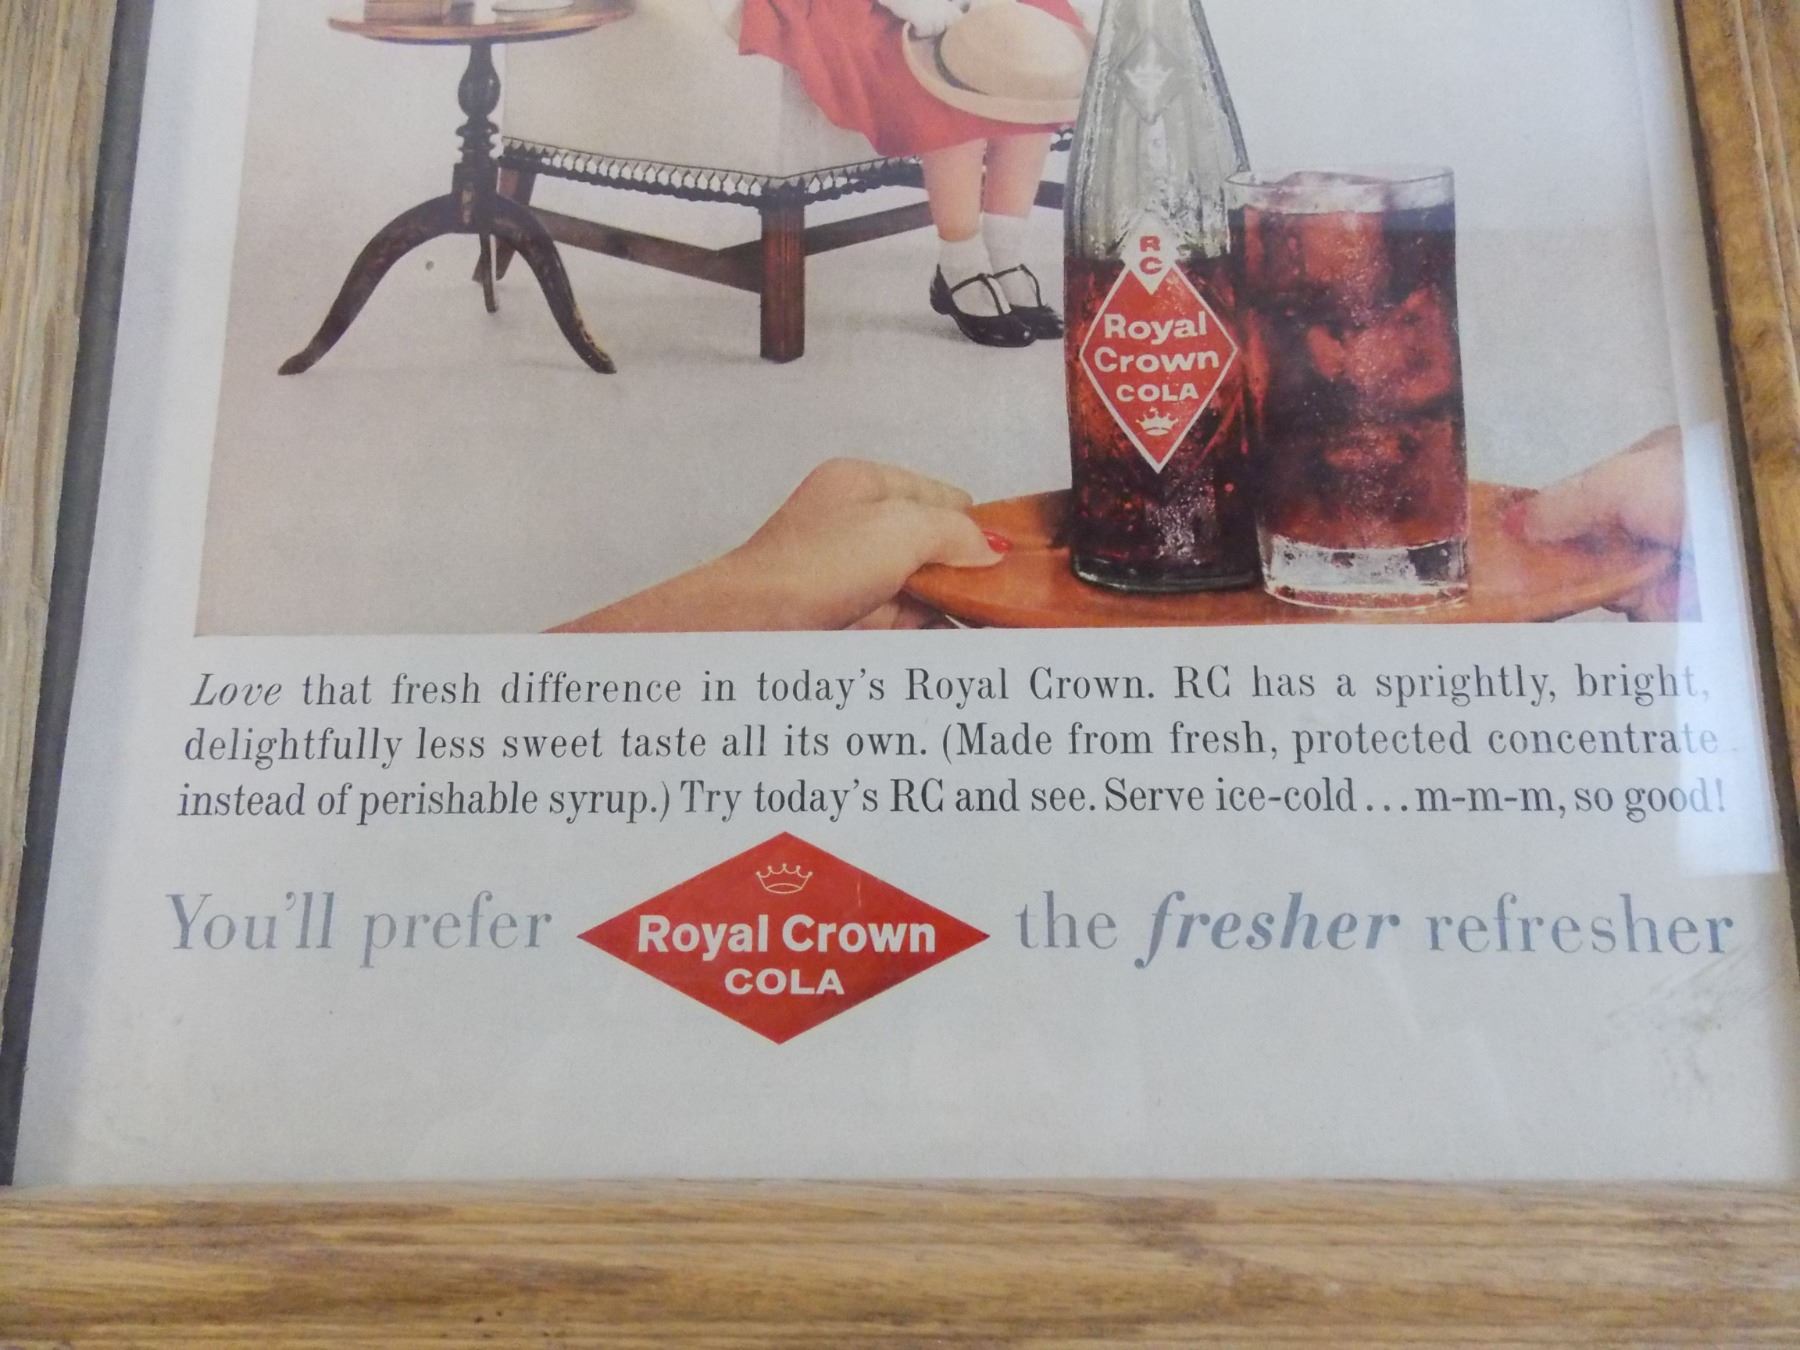 R
C
Royal
Crown
COLA
Love that fresh difference in today's Royal Crown. RC has a sprightly, bright,
delightfully less sweet taste all its own. (Made from fresh, protected concentrate
instead of perishable syrup.) Try today's RC and see. Serve ice-cold...m-m-m, so good!
You'll prefer Royal Crown the fresher refresher
COLA